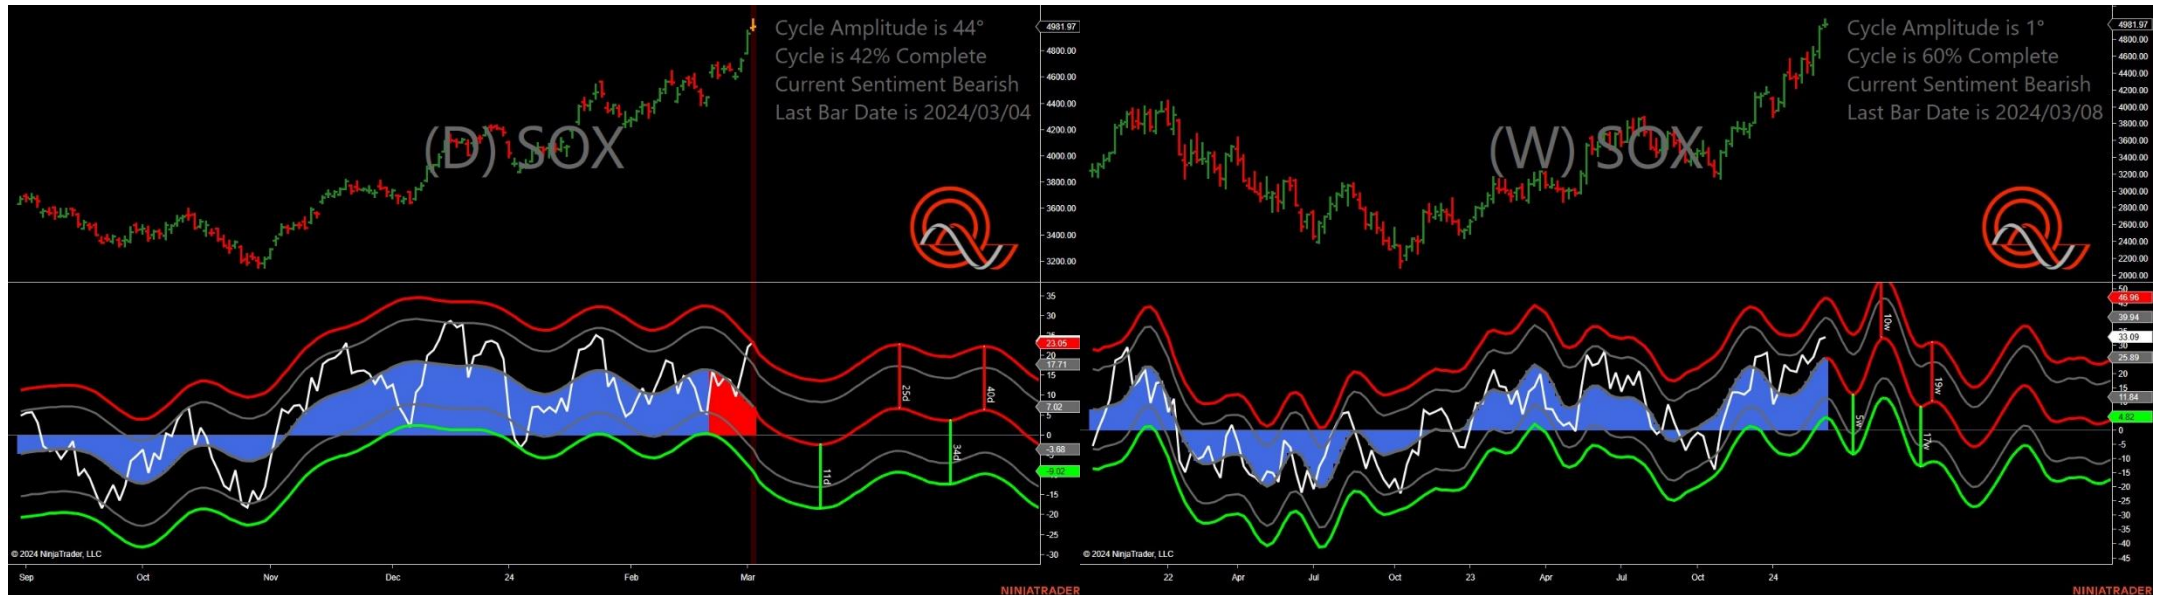 Cycle Amplitude is 44°
Cycle is 42% Complete
Current Sentiment Bearish
Last Bar Date is 2024/03/04
(D) SOX
4981.97
4800.00
4600.00
4400.00
4200.00
4000.00
3800.00
3600.00
3400.00
3200.00
35
30
23.05
20
17.71
15
10
7.02
5
0
-3.68
-9.02
-15
-20
-25
-30
11d
25d
34d
40d
© 2024 NinjaTrader, LLC
Sep Oct Nov Dec 24 Feb Mar
NINJATRADER
Cycle Amplitude is 1°
Cycle is 60% Complete
Current Sentiment Bearish
Last Bar Date is 2024/03/08
(W) SOX
4981.97
4800.00
4600.00
4400.00
4200.00
4000.00
3800.00
3600.00
3400.00
3200.00
3000.00
2800.00
2600.00
2400.00
2200.00
2000.00
50
46.96
39.94
33.09
30
25.89
20
15
11.84
4.82
0
-5
-10
-15
-20
-25
-30
-35
-40
-45
5w
10w
17w
19w
© 2024 NinjaTrader, LLC
22 Apr Jul Oct 23 Apr Jul Oct 24
NINJATRADER